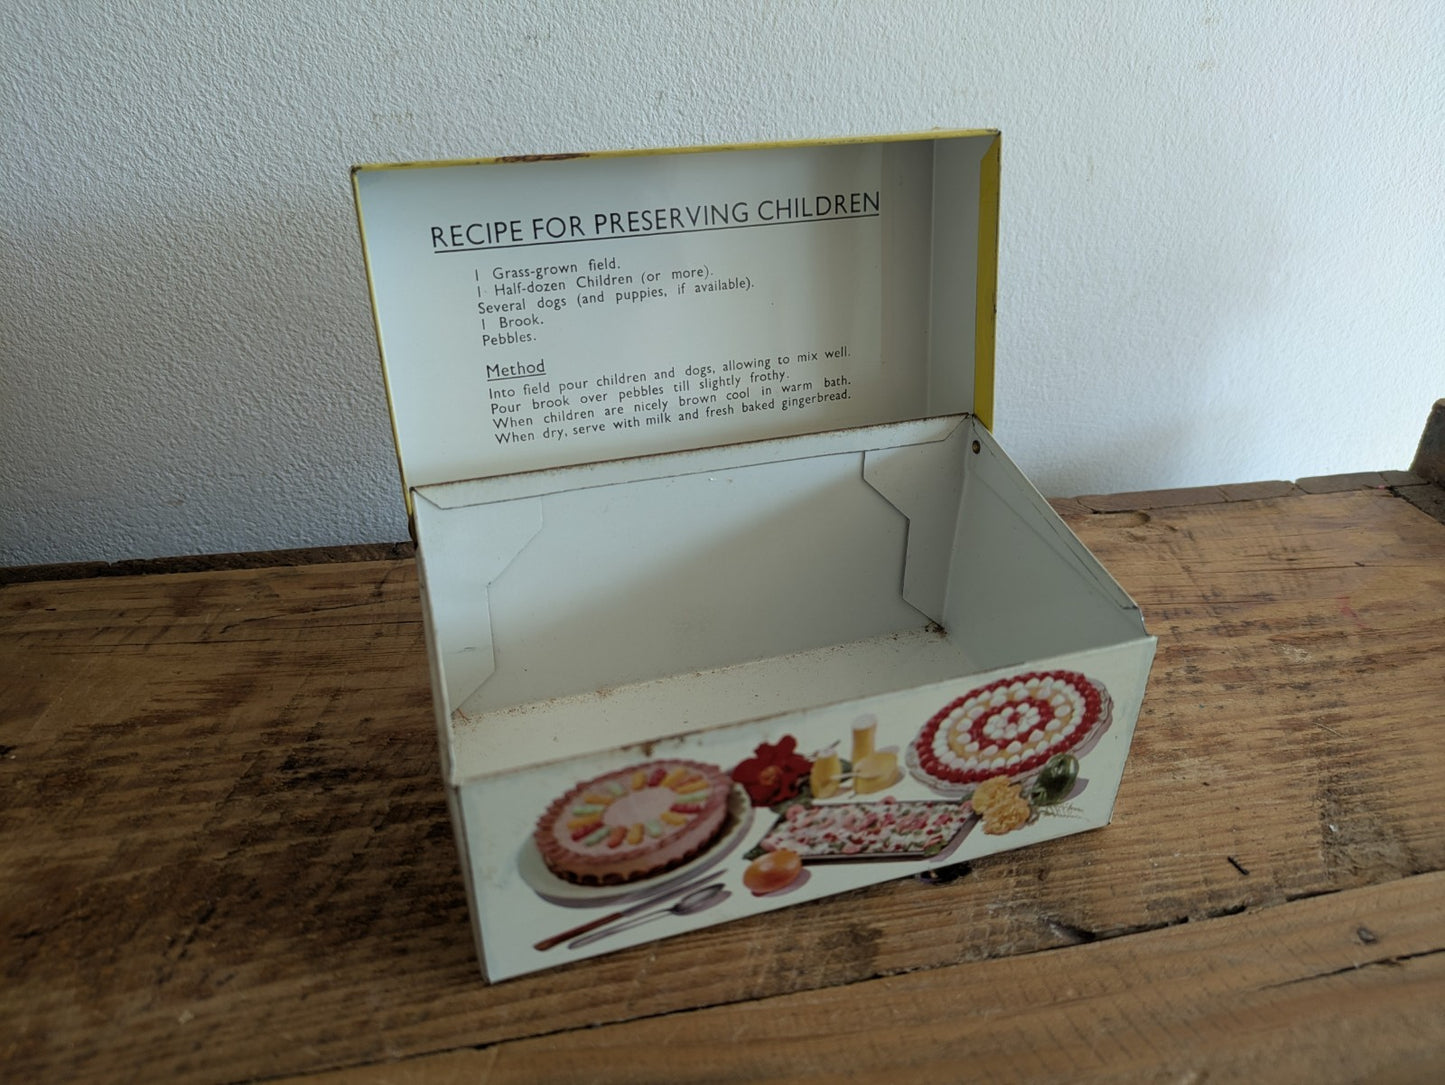 RECIPE FOR PRESERVING CHILDREN
1 Grass-grown field.
1 Half-dozen Children (or more).
Several dogs (and puppies, if available).
1 Brook.
Pebbles.
Method
Into field pour children and dogs, allowing to mix well.
Pour brook over pebbles till slightly frothy.
When children are nicely brown cool in warm bath.
When dry, serve with milk and fresh baked gingerbread.